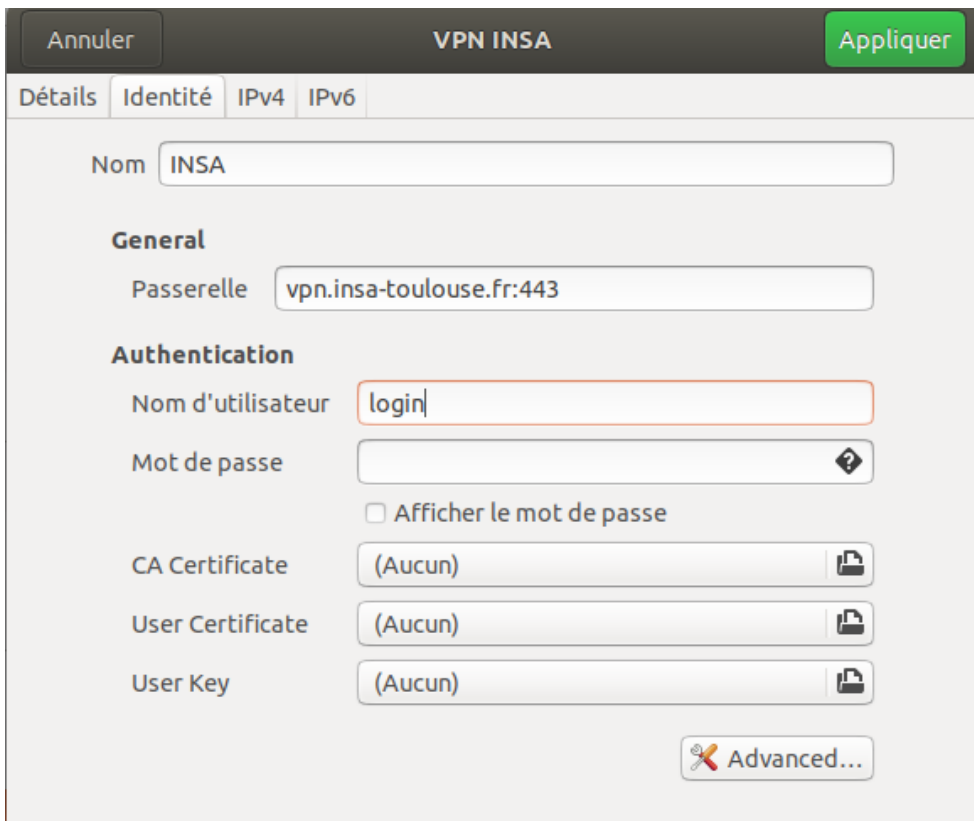 Annuler VPN INSA Appliquer
Détails Identité IPv4 IPv6
Nom INSA
General
Passerelle vpn.insa-toulouse.fr:443
Authentication
Nom d'utilisateur login
Mot de passe
Afficher le mot de passe
CA Certificate (Aucun)
User Certificate (Aucun)
User Key (Aucun)
Advanced...